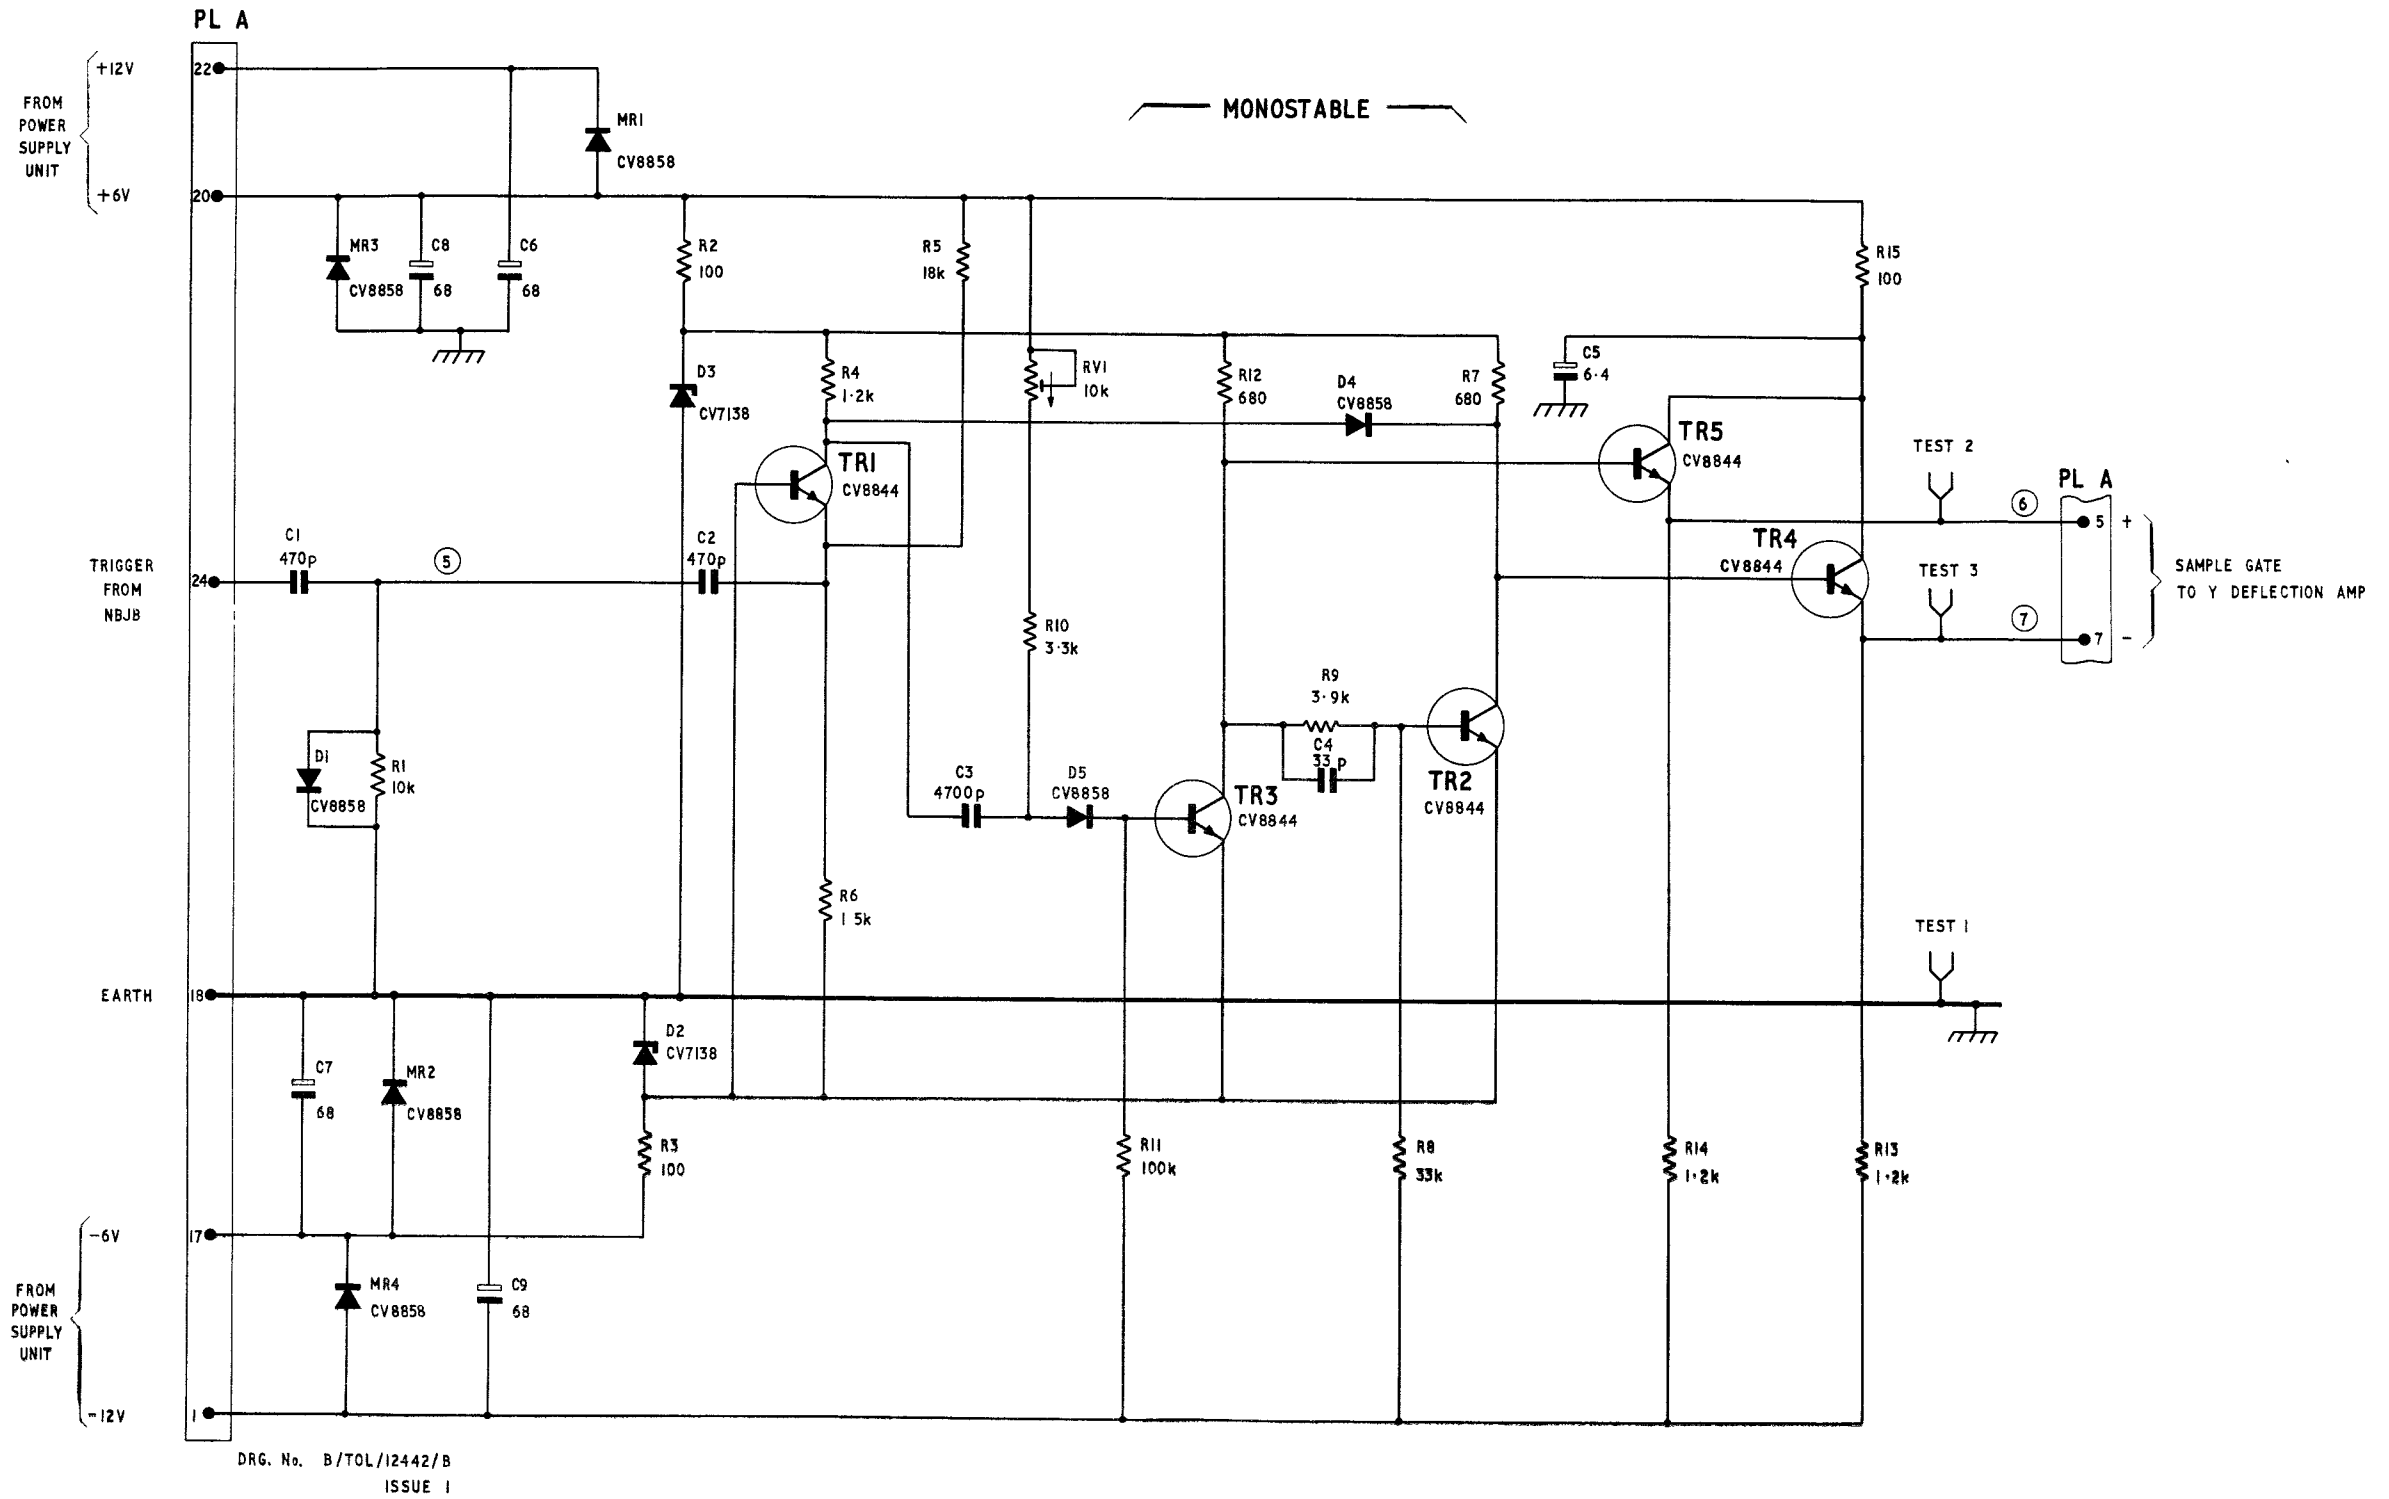 PL A
+12V
22
FROM
POWER
SUPPLY
UNIT
+6V
20
MR1
CV8858
MONOSTABLE
MR3
CV8858
C8
68
C6
68
R2
100
R5
18k
R15
100
D3
CV7138
R4
1·2k
RV1
10k
R12
680
D4
CV8858
R7
680
C5
6·4
TR1
CV8844
TR5
CV8844
TEST 2
PL A
6
5
+
C1
470p
5
C2
470p
TRIGGER
FROM
NBJB
24
TR4
CV8844
TEST 3
SAMPLE GATE
TO Y DEFLECTION AMP
7
7
−
R10
3·3k
R9
3·9k
C4
33p
D1
CV8858
R1
10k
C3
4700p
D5
CV8858
TR3
CV8844
TR2
CV8844
R6
1 5k
TEST 1
EARTH
18
D2
CV7138
C7
68
MR2
CV8858
R3
100
R11
100k
R8
33k
R14
1·2k
R13
1·2k
−6V
17
MR4
CV8858
C9
68
FROM
POWER
SUPPLY
UNIT
−12V
1
DRG. No. B/TOL/12442/B
ISSUE 1